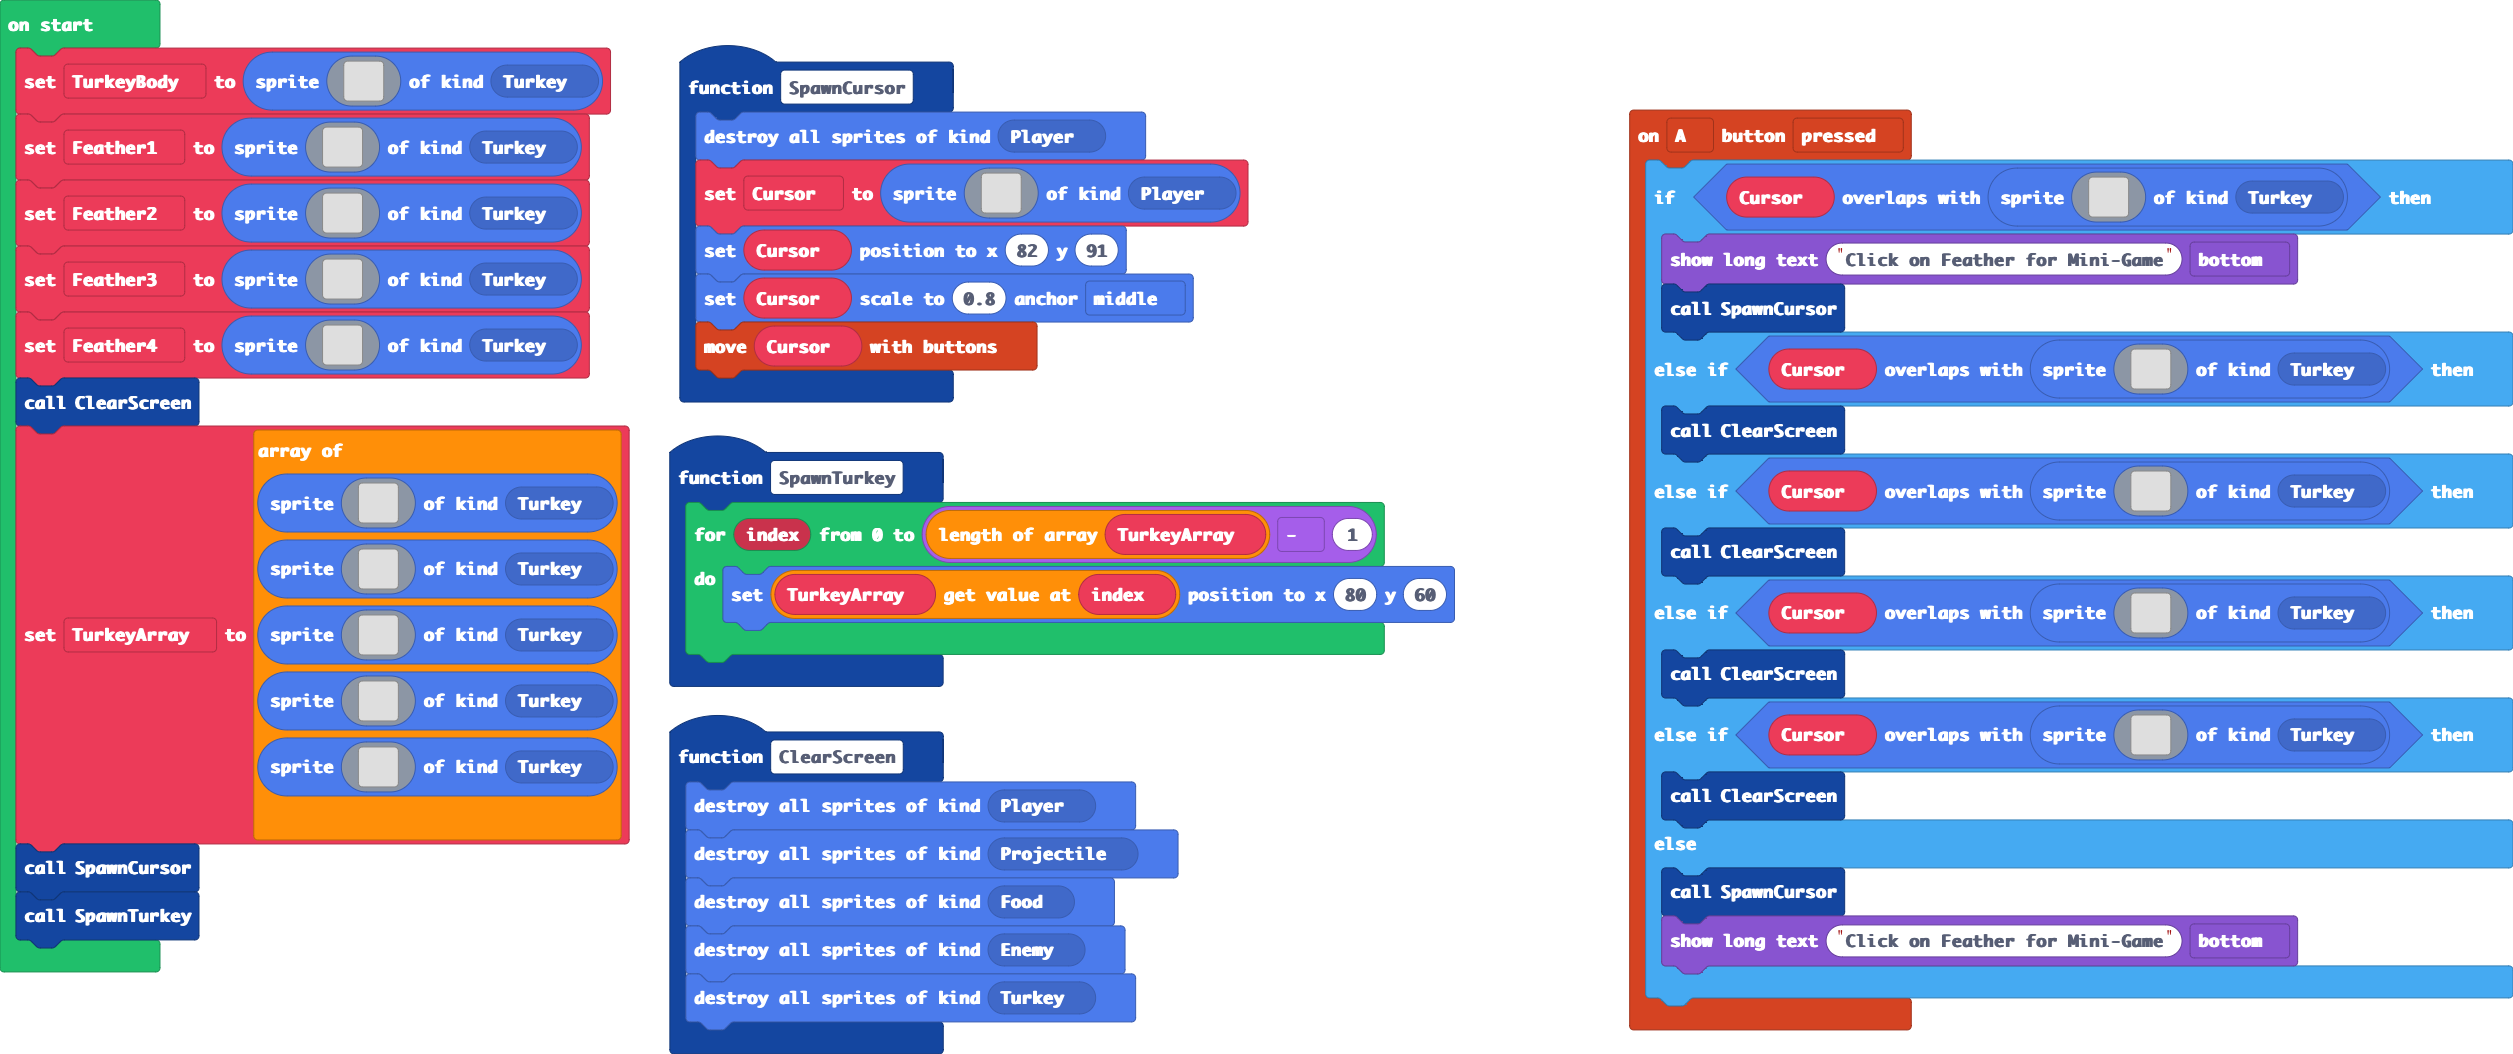 on start
set TurkeyBody to sprite of kind Turkey
set Feather1 to sprite of kind Turkey
set Feather2 to sprite of kind Turkey
set Feather3 to sprite of kind Turkey
set Feather4 to sprite of kind Turkey
call ClearScreen
set TurkeyArray to array of
sprite of kind Turkey
sprite of kind Turkey
sprite of kind Turkey
sprite of kind Turkey
sprite of kind Turkey
call SpawnCursor
call SpawnTurkey
function SpawnCursor
destroy all sprites of kind Player
set Cursor to sprite of kind Player
set Cursor position to x 82 y 91
set Cursor scale to 0.8 anchor middle
move Cursor with buttons
function SpawnTurkey
for index from 0 to length of array TurkeyArray - 1
do set TurkeyArray get value at index position to x 80 y 60
function ClearScreen
destroy all sprites of kind Player
destroy all sprites of kind Projectile
destroy all sprites of kind Food
destroy all sprites of kind Enemy
destroy all sprites of kind Turkey
on A button pressed
if Cursor overlaps with sprite of kind Turkey then
show long text "Click on Feather for Mini-Game" bottom
call SpawnCursor
else if Cursor overlaps with sprite of kind Turkey then
call ClearScreen
else if Cursor overlaps with sprite of kind Turkey then
call ClearScreen
else if Cursor overlaps with sprite of kind Turkey then
call ClearScreen
else if Cursor overlaps with sprite of kind Turkey then
call ClearScreen
else
call SpawnCursor
show long text "Click on Feather for Mini-Game" bottom